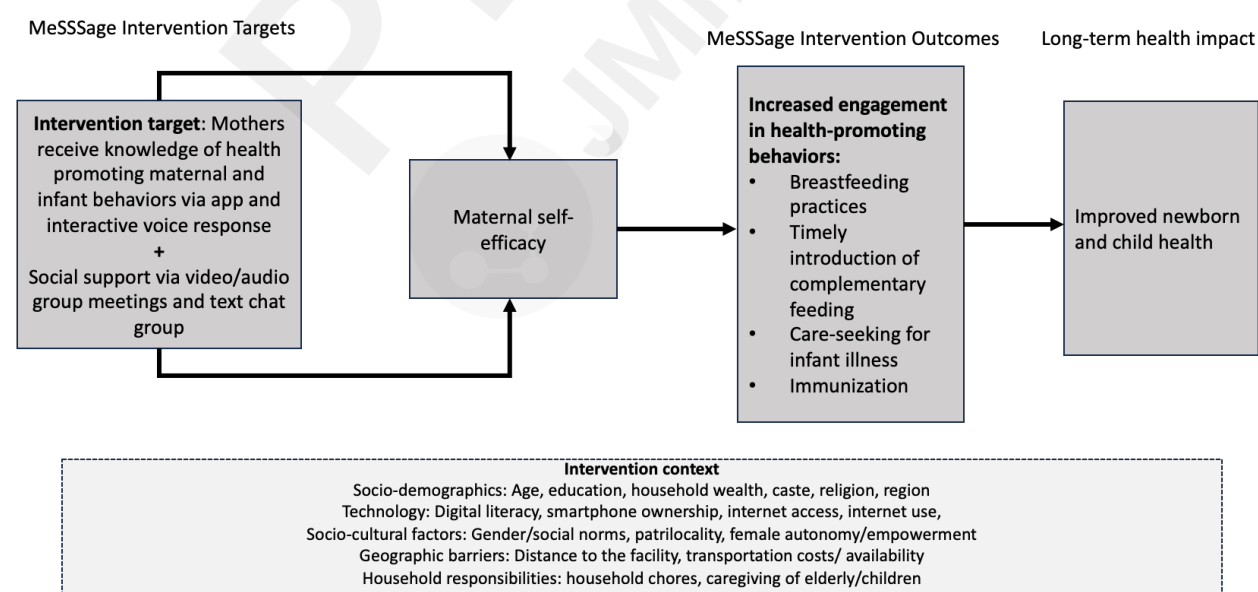 MeSSSage Intervention Targets
MeSSSage Intervention Outcomes
Long-term health impact
Intervention target: Mothers
receive knowledge of health
promoting maternal and
infant behaviors via app and
interactive voice response
+
Social support via video/audio
group meetings and text chat
group
Maternal self-
efficacy
Increased engagement
in health-promoting
behaviors:
• Breastfeeding
practices
• Timely
introduction of
complementary
feeding
• Care-seeking for
infant illness
• Immunization
Improved newborn
and child health
Intervention context
Socio-demographics: Age, education, household wealth, caste, religion, region
Technology: Digital literacy, smartphone ownership, internet access, internet use,
Socio-cultural factors: Gender/social norms, patrilocality, female autonomy/empowerment
Geographic barriers: Distance to the facility, transportation costs/ availability
Household responsibilities: household chores, caregiving of elderly/children